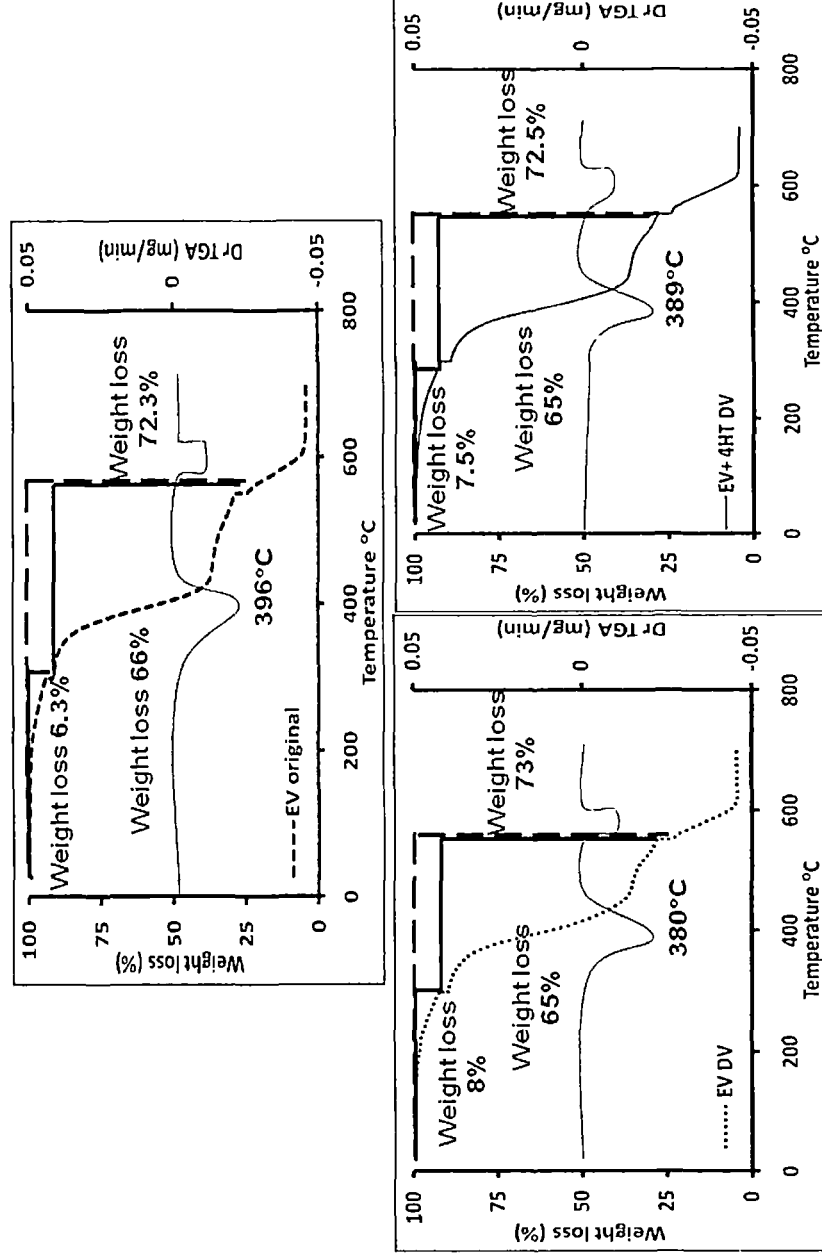 100
75
50
25
0
Weight loss (%)
0.05
0
-0.05
Dr TGA (mg/min)
0
200
400
600
800
Temperature °C
Weight loss 6.3%
Weight loss 66%
Weight loss
72.3%
396°C
EV original
100
75
50
25
0
Weight loss (%)
0.05
0
-0.05
Dr TGA (mg/min)
0
200
400
600
800
Temperature °C
Weight loss
8%
Weight loss
65%
Weight loss
73%
380°C
EV DV
100
75
50
25
0
Weight loss (%)
0.05
0
-0.05
Dr TGA (mg/min)
0
200
400
600
800
Temperature °C
Weight loss
7.5%
Weight loss
65%
Weight loss
72.5%
389°C
EV+ 4HT DV